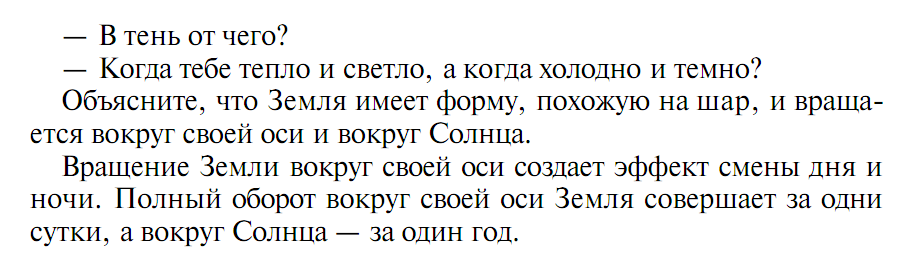 — В тень от чего?
— Когда тебе тепло и светло, а когда холодно и темно?
Объясните, что Земля имеет форму, похожую на шар, и враща-
ется вокруг своей оси и вокруг Солнца.
Вращение Земли вокруг своей оси создает эффект смены дня и
ночи. Полный оборот вокруг своей оси Земля совершает за одни
сутки, а вокруг Солнца — за один год.